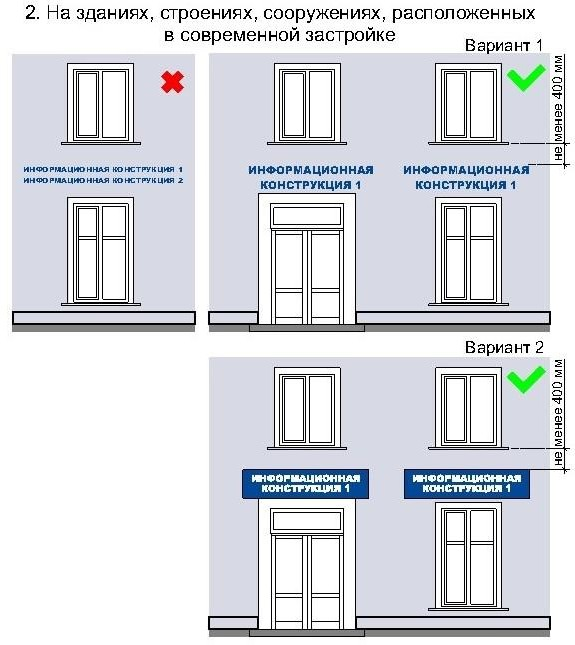 2. На зданиях, строениях, сооружениях, расположенных
в современной застройке
Вариант 1
не менее 400 мм
ИНФОРМАЦИОННАЯ КОНСТРУКЦИЯ 1
ИНФОРМАЦИОННАЯ КОНСТРУКЦИЯ 2
ИНФОРМАЦИОННАЯ
КОНСТРУКЦИЯ 1
ИНФОРМАЦИОННАЯ
КОНСТРУКЦИЯ 1
Вариант 2
не менее 400 мм
ИНФОРМАЦИОННАЯ
КОНСТРУКЦИЯ 1
ИНФОРМАЦИОННАЯ
КОНСТРУКЦИЯ 1